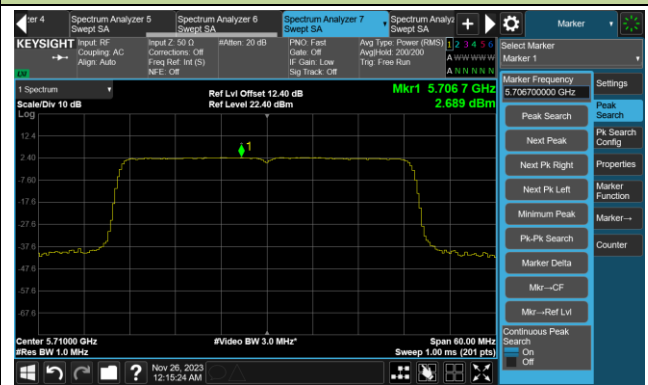 zer 4
Spectrum Analyzer 5
Swept SA
Spectrum Analyzer 6
Swept SA
Spectrum Analyzer 7
Swept SA
Spectrum Analyz
Swept SA
Marker
KEYSIGHT
Input: RF
Coupling: AC
Align: Auto
Input Z: 50 Ω
Corrections: Off
Freq Ref: Int (S)
NFE: Off
#Atten: 20 dB
PNO: Fast
Gate: Off
IF Gain: Low
Sig Track: Off
Avg Type: Power (RMS)
Avg|Hold: 200/200
Trig: Free Run
1 2 3 4 5 6
A W W W W W
A N N N N N
Select Marker
Marker 1
1 Spectrum
Scale/Div 10 dB
Log
Ref Lvl Offset 12.40 dB
Ref Level 22.40 dBm
Mkr1 5.706 7 GHz
2.689 dBm
12.4
2.40
-7.60
-17.6
-27.6
-37.6
-47.6
-57.6
-67.6
1
Center 5.71000 GHz
#Res BW 1.0 MHz
#Video BW 3.0 MHz*
Span 60.00 MHz
Sweep 1.00 ms (201 pts)
Marker Frequency
5.706700000 GHz
Peak Search
Next Peak
Next Pk Right
Next Pk Left
Minimum Peak
Pk-Pk Search
Marker Delta
Mkr→CF
Mkr→Ref Lvl
Continuous Peak
Search
On
Off
Settings
Peak
Search
Pk Search
Config
Properties
Marker
Function
Marker→
Counter
Nov 26, 2023
12:15:24 AM